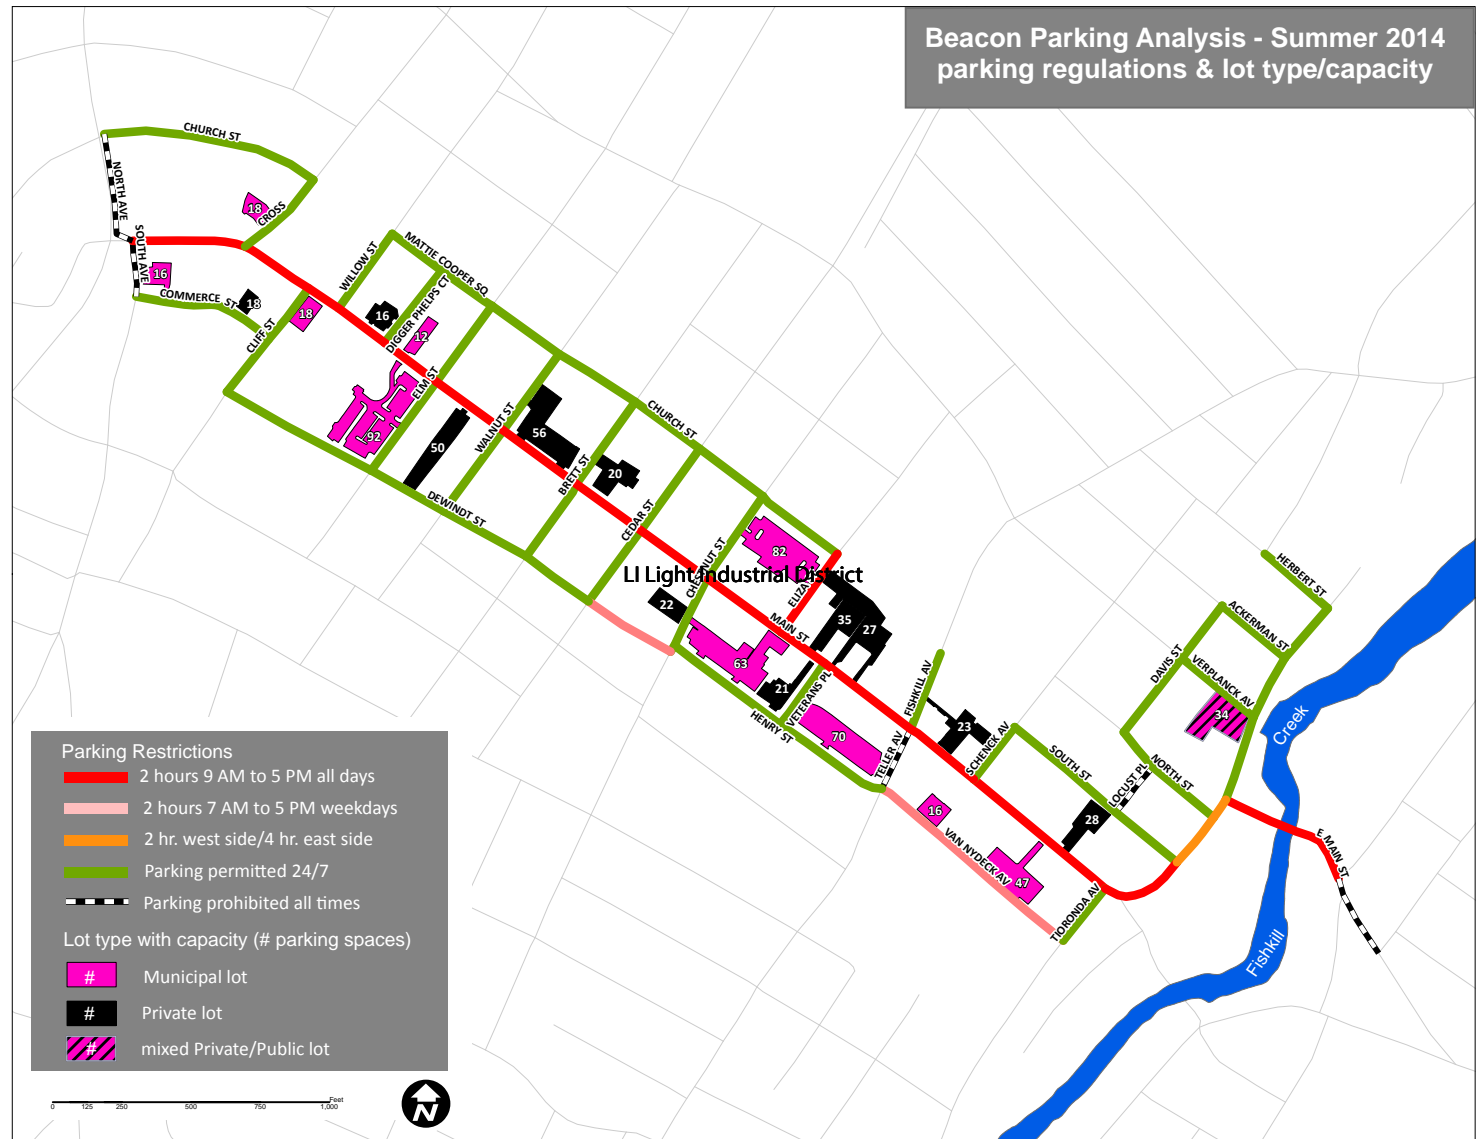 Beacon Parking Analysis - Summer 2014
parking regulations & lot type/capacity
CHURCH ST
NORTH AVE
18
CROSS
SOUTH AVE
16
COMMERCE ST
18
CLIFF ST
18
WILLOW ST
MATTIE COOPER SQ
16
DIGGER PHELPS CT
12
ELM ST
92
50
WALNUT ST
56
DEWINDT ST
BRETT ST
20
CHURCH ST
CEDAR ST
82
CHESTNUT ST
LI Light Industrial District
22
MAIN ST
35
27
63
21
VETERANS PL
HENRY ST
70
FISHKILL AV
TELLER AV
23
SCHENCK AV
SOUTH ST
16
VAN NYDECK AV
47
28
LOCUST PL
NORTH ST
TIORONDA AV
DAVIS ST
VERPLANCK AV
34
ACKERMAN ST
HERBERT ST
E MAIN ST.
Creek
Fishkill
Parking Restrictions
2 hours 9 AM to 5 PM all days
2 hours 7 AM to 5 PM weekdays
2 hr. west side/4 hr. east side
Parking permitted 24/7
Parking prohibited all times
Lot type with capacity (# parking spaces)
# Municipal lot
# Private lot
# mixed Private/Public lot
0 125 250 500 750 1,000
Feet
N